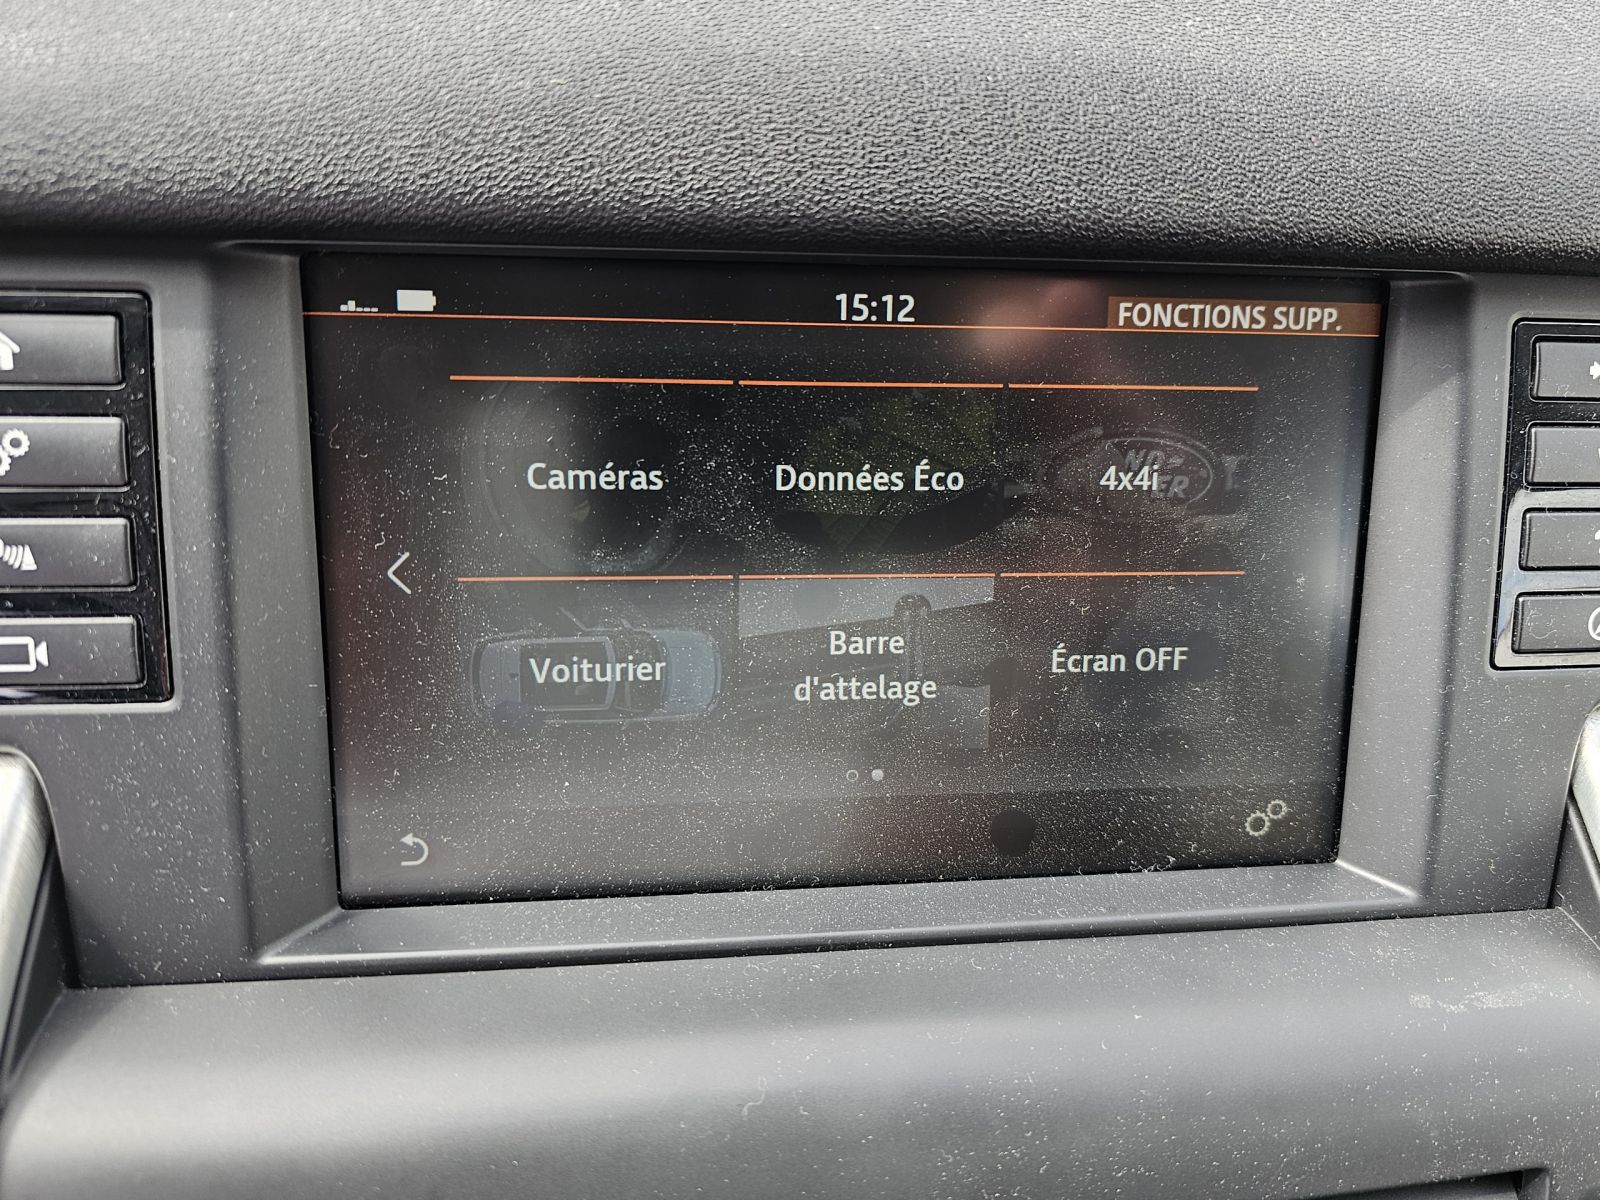 15:12
FONCTIONS SUPP.
Caméras
Données Éco
4x4i
Voiturier
Barre
d'attelage
Écran OFF